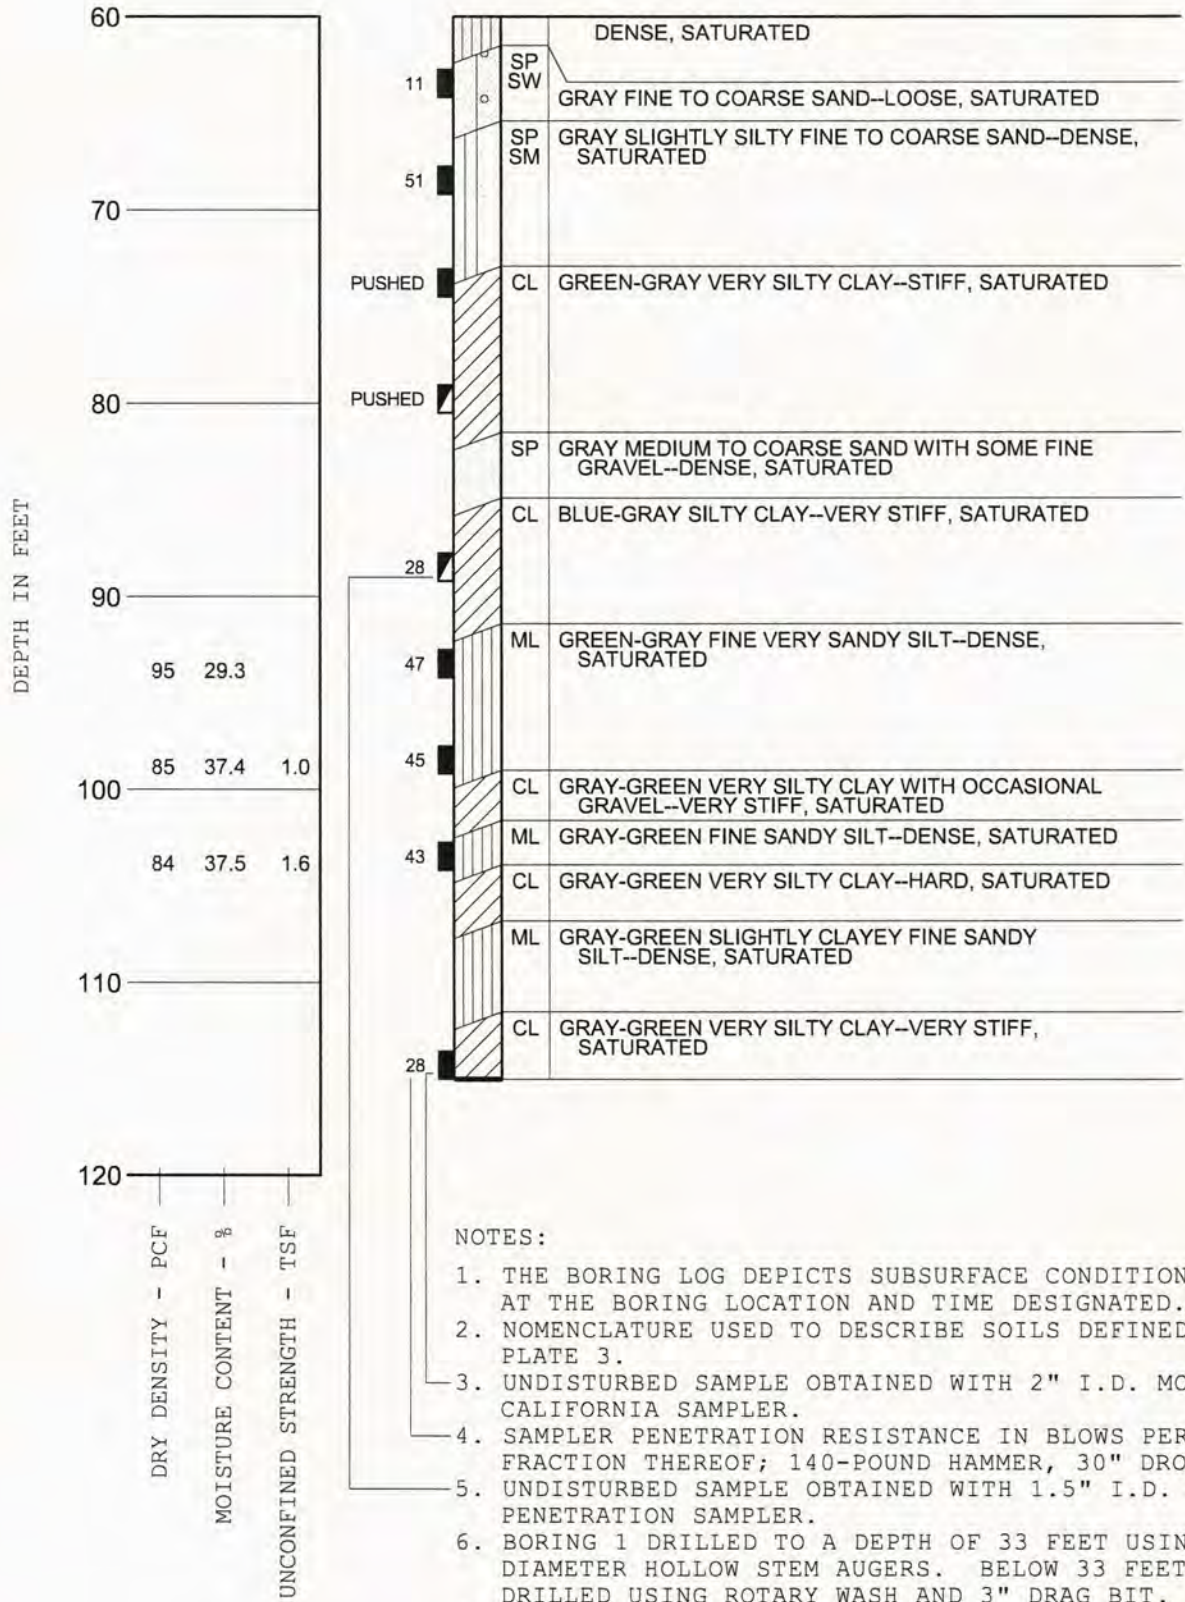 60
DENSE, SATURATED
11
SP
SW
GRAY FINE TO COARSE SAND--LOOSE, SATURATED
SP
SM
GRAY SLIGHTLY SILTY FINE TO COARSE SAND--DENSE,
SATURATED
51
70
PUSHED
CL
GREEN-GRAY VERY SILTY CLAY--STIFF, SATURATED
80
PUSHED
SP
GRAY MEDIUM TO COARSE SAND WITH SOME FINE
GRAVEL--DENSE, SATURATED
CL
BLUE-GRAY SILTY CLAY--VERY STIFF, SATURATED
28
90
ML
GREEN-GRAY FINE VERY SANDY SILT--DENSE,
SATURATED
95 29.3
47
85 37.4 1.0
45
100
CL
GRAY-GREEN VERY SILTY CLAY WITH OCCASIONAL
GRAVEL--VERY STIFF, SATURATED
ML
GRAY-GREEN FINE SANDY SILT--DENSE, SATURATED
84 37.5 1.6
43
CL
GRAY-GREEN VERY SILTY CLAY--HARD, SATURATED
ML
GRAY-GREEN SLIGHTLY CLAYEY FINE SANDY
SILT--DENSE, SATURATED
110
CL
GRAY-GREEN VERY SILTY CLAY--VERY STIFF,
SATURATED
28
120
DEPTH IN FEET
DRY DENSITY - PCF
MOISTURE CONTENT - %
UNCONFINED STRENGTH - TSF
NOTES:
1. THE BORING LOG DEPICTS SUBSURFACE CONDITION
AT THE BORING LOCATION AND TIME DESIGNATED.
2. NOMENCLATURE USED TO DESCRIBE SOILS DEFINED
PLATE 3.
3. UNDISTURBED SAMPLE OBTAINED WITH 2" I.D. MO
CALIFORNIA SAMPLER.
4. SAMPLER PENETRATION RESISTANCE IN BLOWS PER
FRACTION THEREOF; 140-POUND HAMMER, 30" DRO
5. UNDISTURBED SAMPLE OBTAINED WITH 1.5" I.D.
PENETRATION SAMPLER.
6. BORING 1 DRILLED TO A DEPTH OF 33 FEET USIN
DIAMETER HOLLOW STEM AUGERS. BELOW 33 FEET
DRILLED USING ROTARY WASH AND 3" DRAG BIT.